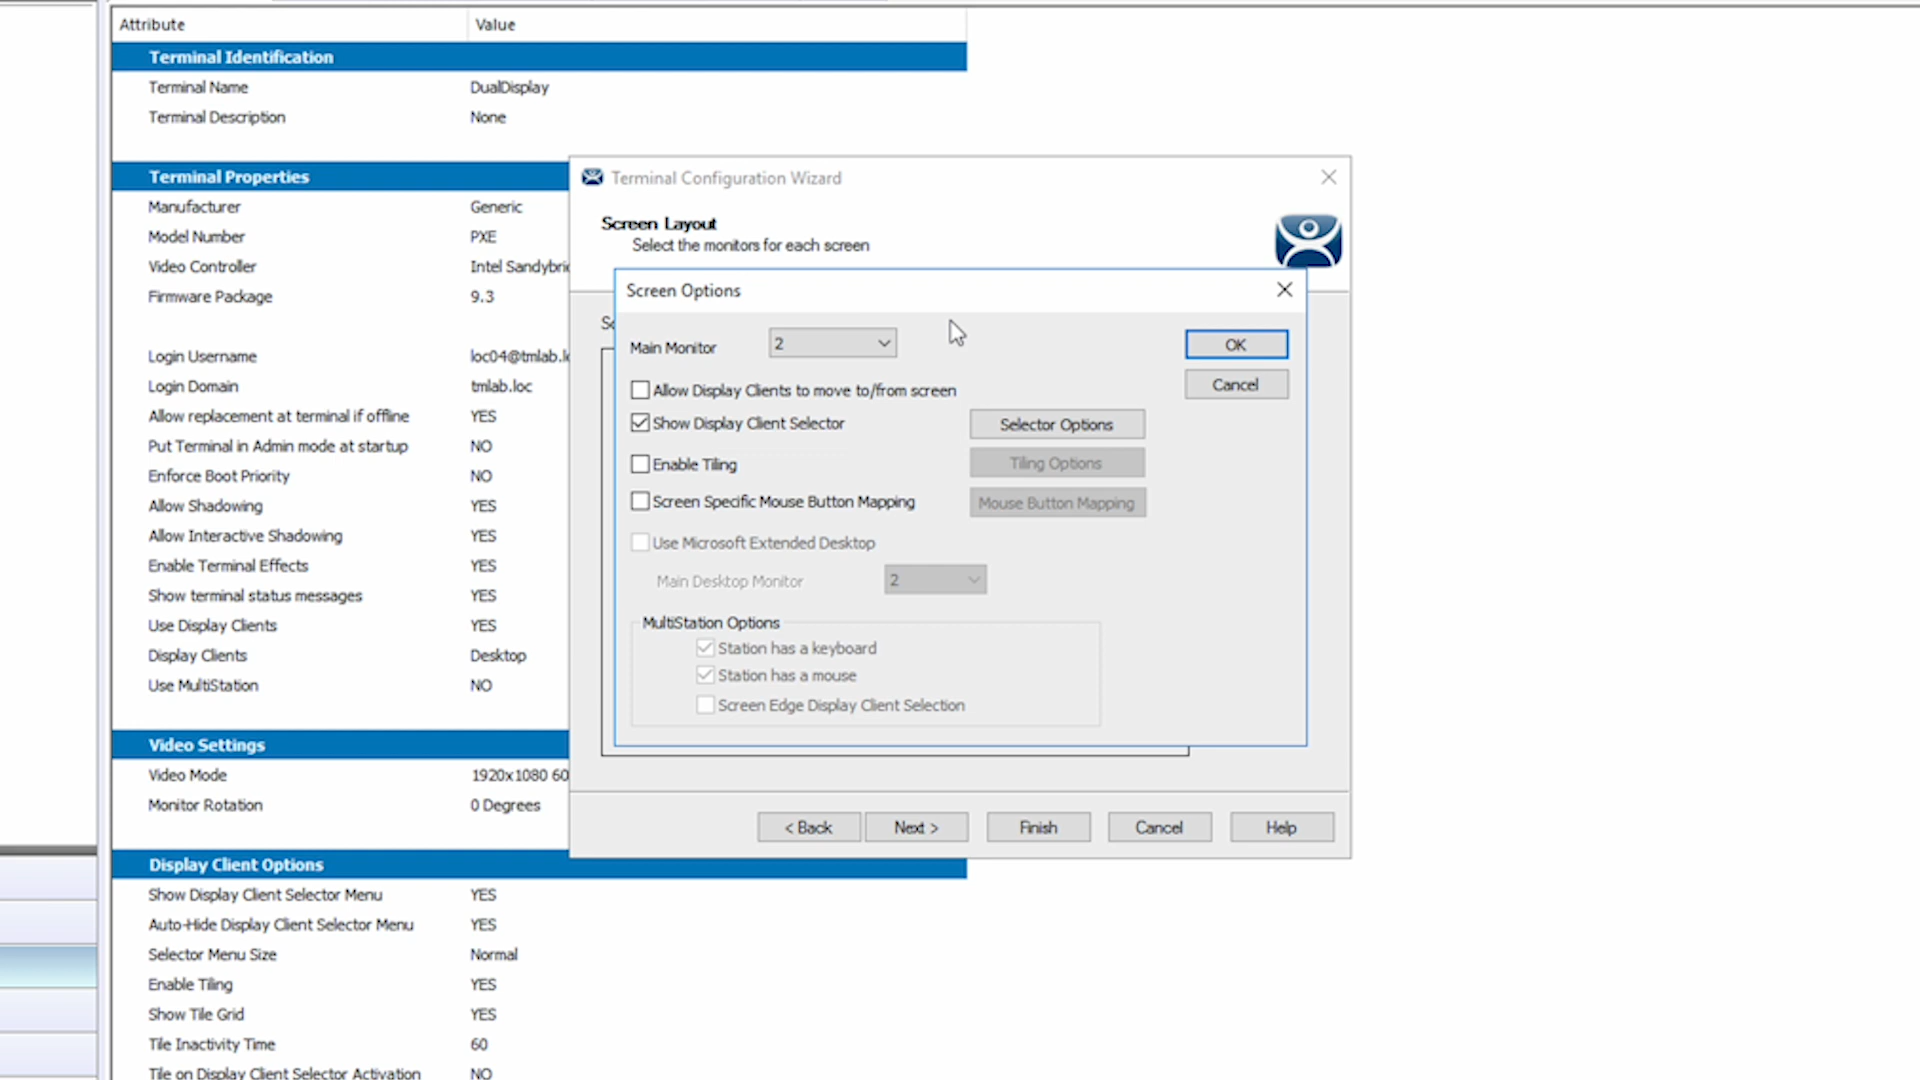 Attribute Value
Terminal Identification
Terminal Name DualDisplay
Terminal Description None
Terminal Properties
Manufacturer Generic
Model Number PXE
Video Controller Intel Sandybri
Firmware Package 9.3
Login Username loc04@tmlab.l
Login Domain tmlab.loc
Allow replacement at terminal if offline YES
Put Terminal in Admin mode at startup NO
Enforce Boot Priority NO
Allow Shadowing YES
Allow Interactive Shadowing YES
Enable Terminal Effects YES
Show terminal status messages YES
Use Display Clients YES
Display Clients Desktop
Use MultiStation NO
Video Settings
Video Mode 1920x1080 60
Monitor Rotation 0 Degrees
Display Client Options
Show Display Client Selector Menu YES
Auto-Hide Display Client Selector Menu YES
Selector Menu Size Normal
Enable Tiling YES
Show Tile Grid YES
Tile Inactivity Time 60
Tile on Display Client Selector Activation NO
Terminal Configuration Wizard
Screen Layout
Select the monitors for each screen
Screen Options
Main Monitor 2
OK
Cancel
Allow Display Clients to move to/from screen
Show Display Client Selector Selector Options
Enable Tiling Tiling Options
Screen Specific Mouse Button Mapping Mouse Button Mapping
Use Microsoft Extended Desktop
Main Desktop Monitor 2
MultiStation Options
Station has a keyboard
Station has a mouse
Screen Edge Display Client Selection
< Back Next > Finish Cancel Help